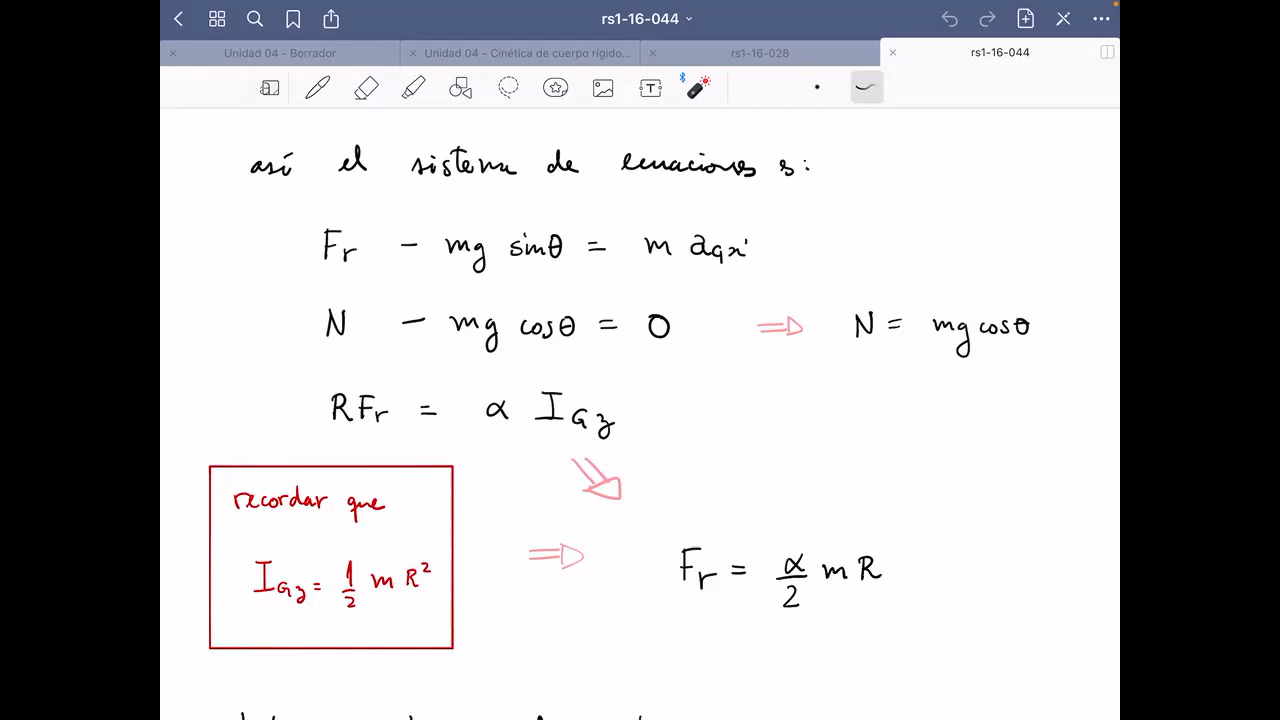 rs1-16-044
Unidad 04 - Borrador
Unidad 04 - Cinética de cuerpo rígido...
rs1-16-028
rs1-16-044
así el sistema de ecuaciones es:
Fr - mg sinθ = m aGx'
N - mg cosθ = 0 ⇒ N = mg cosθ
RFr = α IGz
recordar que
IGz = 1/2 m R²
⇒ Fr = α/2 m R